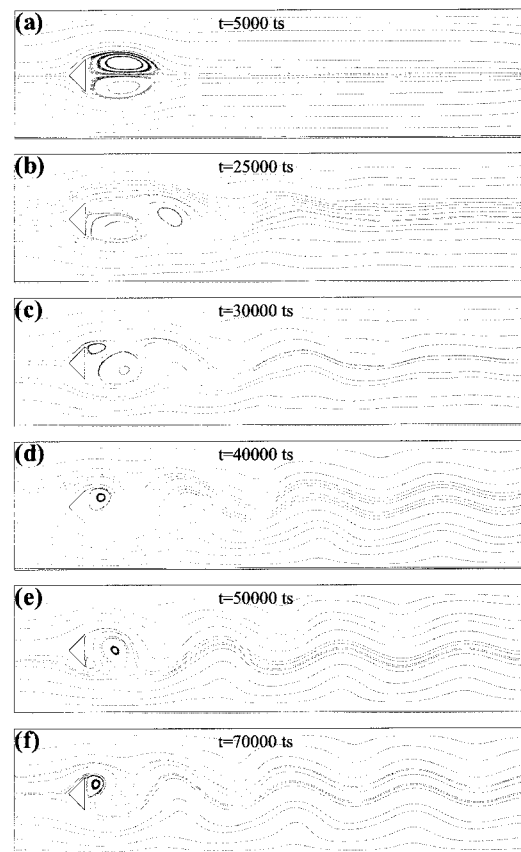 (a) t=5000 ts
(b) t=25000 ts
(c) t=30000 ts
(d) t=40000 ts
(e) t=50000 ts
(f) t=70000 ts